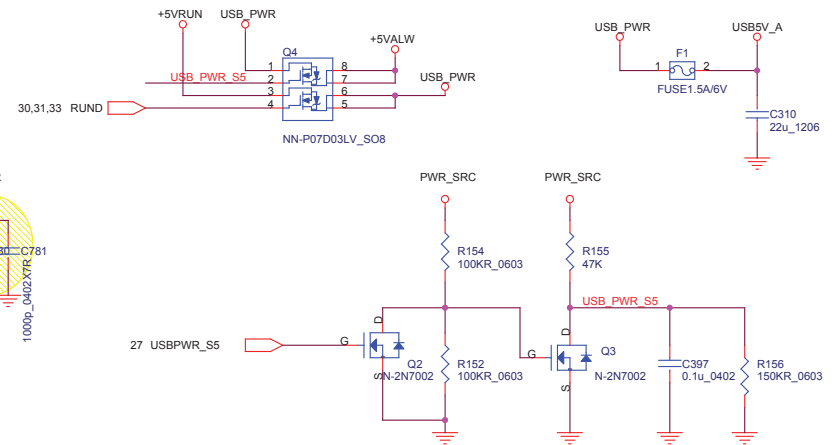 +5VRUN USB_PWR
Q4
+5VALW
1 8
USB_PWR_S5 2 7
USB_PWR
3 6
4 5
30,31,33 RUND
NN-P07D03LV_SO8
USB_PWR USB5V_A
F1
1 2
FUSE1.5A/6V
C310
22u_1206
C781
1000p_0402X7R
PWR_SRC PWR_SRC
R154
100KR_0603
R155
47K
USB_PWR_S5
27 USBPWR_S5
G D S
Q2
N-2N7002
R152
100KR_0603
G D S
Q3
N-2N7002
C397
0.1u_0402
R156
150KR_0603